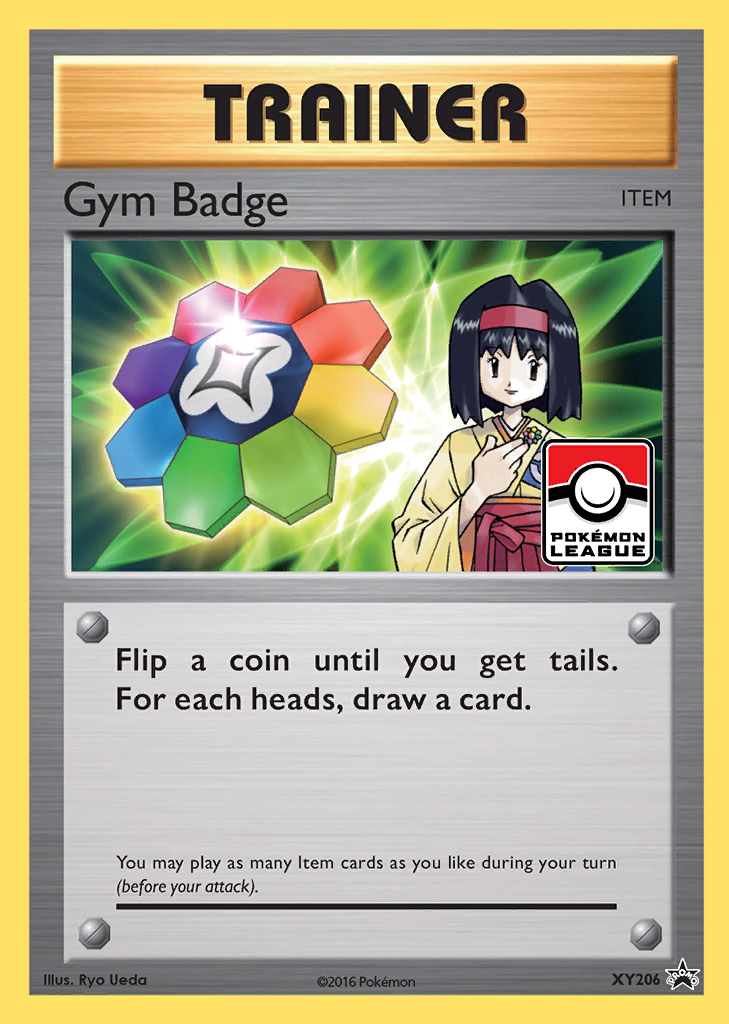 TRAINER
Gym Badge
ITEM
POKÉMON
LEAGUE
Flip a coin until you get tails.
For each heads, draw a card.
You may play as many Item cards as you like during your turn
(before your attack).
Illus. Ryo Ueda
©2016 Pokémon
XY206
PROMO